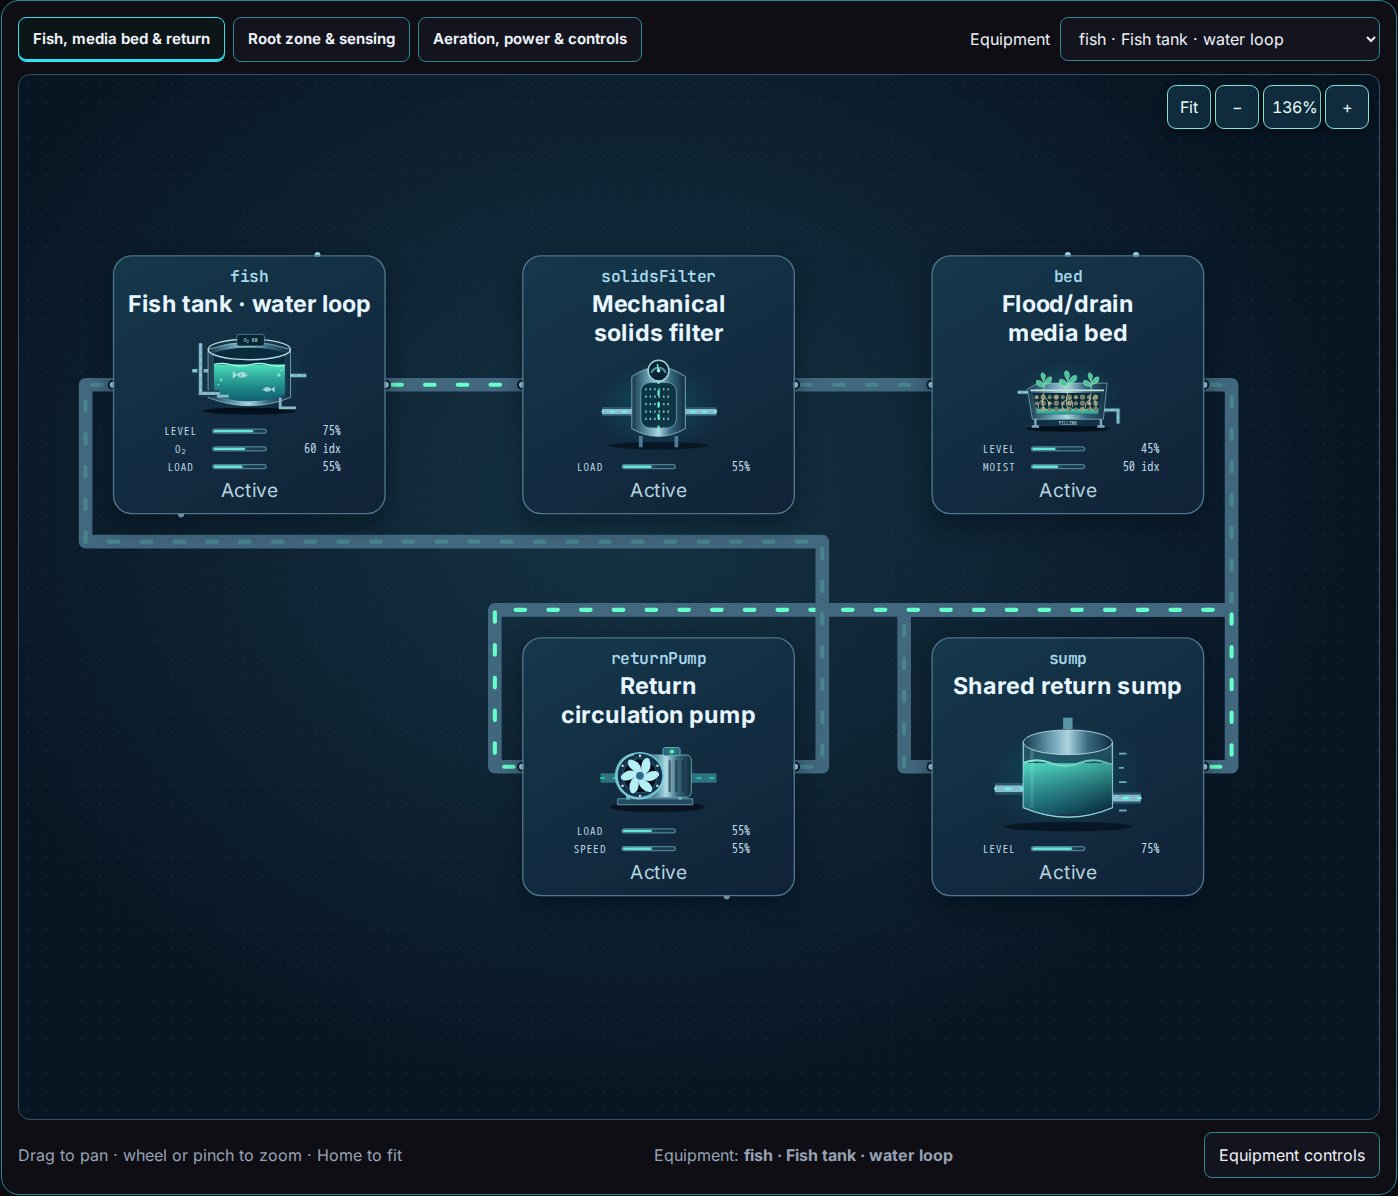 Fish, media bed & return
Root zone & sensing
Aeration, power & controls
Equipment
fish · Fish tank · water loop
Fit
−
136%
+
fish
Fish tank · water loop
O₂ 60
LEVEL 75%
O₂ 60 idx
LOAD 55%
Active
solidsFilter
Mechanical
solids filter
LOAD 55%
Active
bed
Flood/drain
media bed
FILLING
LEVEL 45%
MOIST 50 idx
Active
returnPump
Return
circulation pump
LOAD 55%
SPEED 55%
Active
sump
Shared return sump
LEVEL 75%
Active
Drag to pan · wheel or pinch to zoom · Home to fit
Equipment: fish · Fish tank · water loop
Equipment controls